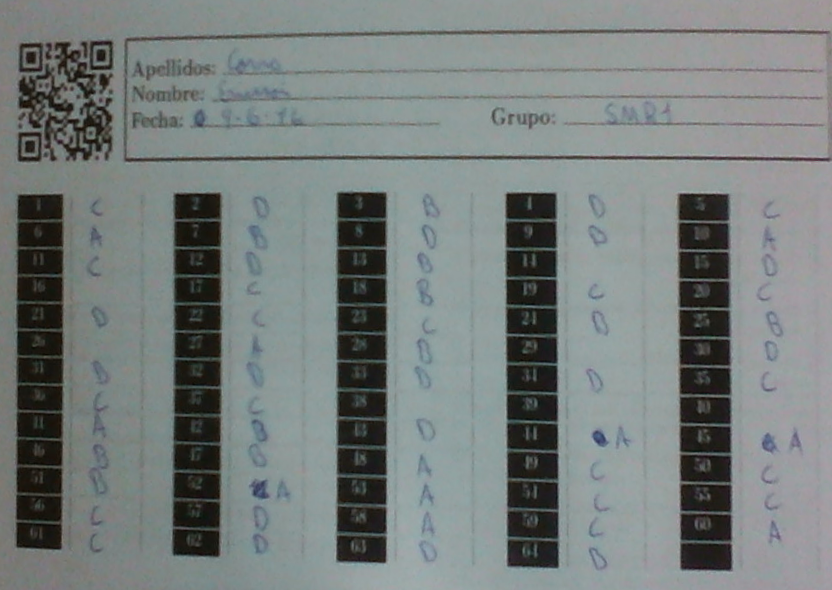 Apellidos:
Nombre:
Fecha: 9-6-16 Grupo: SMR1
1 C 2 D 3 B 4 D 5 C
6 A 7 B 8 D 9 D 10 A
11 C 12 D 13 D 14 15 D
16 17 C 18 B 19 C 20 C
21 D 22 C 23 C 24 D 25 B
26 27 A 28 B 29 30 D
31 D 32 D 33 D 34 D 35 C
36 C 37 C 38 39 40
41 A 42 B 43 D 44 A 45 A
46 B 47 D 48 A 49 C 50 C
51 D 52 A 53 A 54 C 55 C
56 C 57 D 58 A 59 C 60 A
61 C 62 D 63 D 64 D